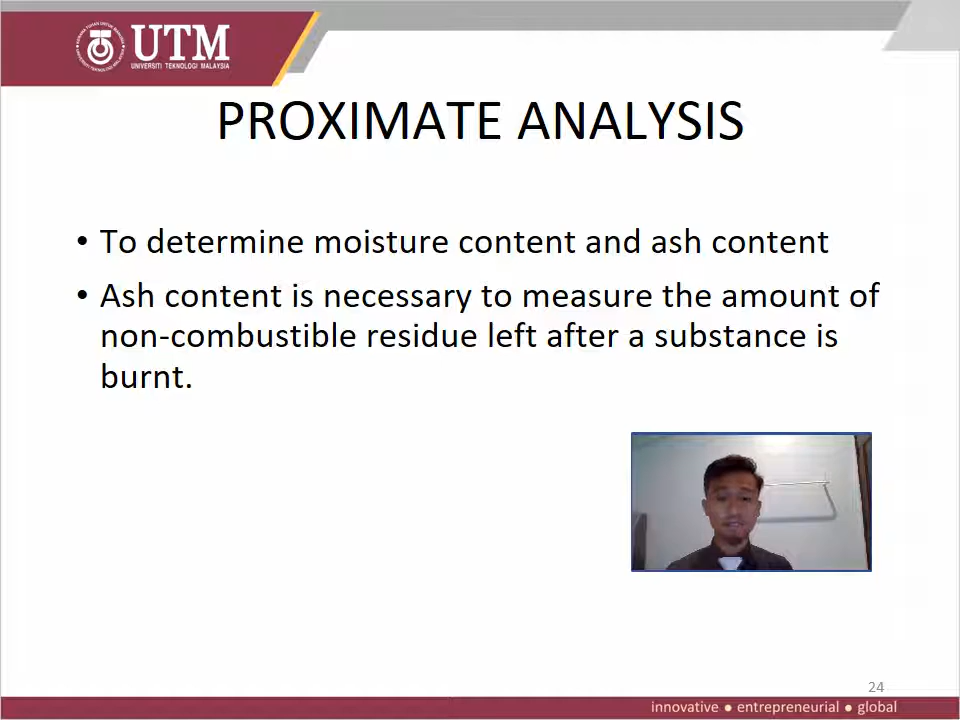 UTM
UNIVERSITI TEKNOLOGI MALAYSIA
PROXIMATE ANALYSIS
• To determine moisture content and ash content
• Ash content is necessary to measure the amount of
non-combustible residue left after a substance is
burnt.
24
innovative ● entrepreneurial ● global